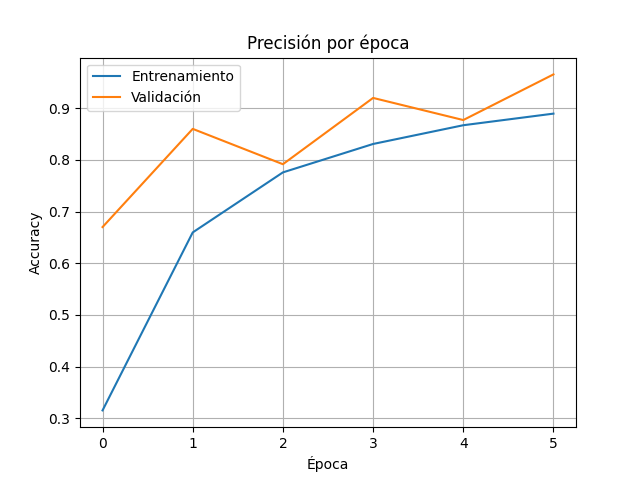 Precisión por época
Entrenamiento
Validación
0.9
0.8
0.7
0.6
0.5
0.4
0.3
Accuracy
0 1 2 3 4 5
Época